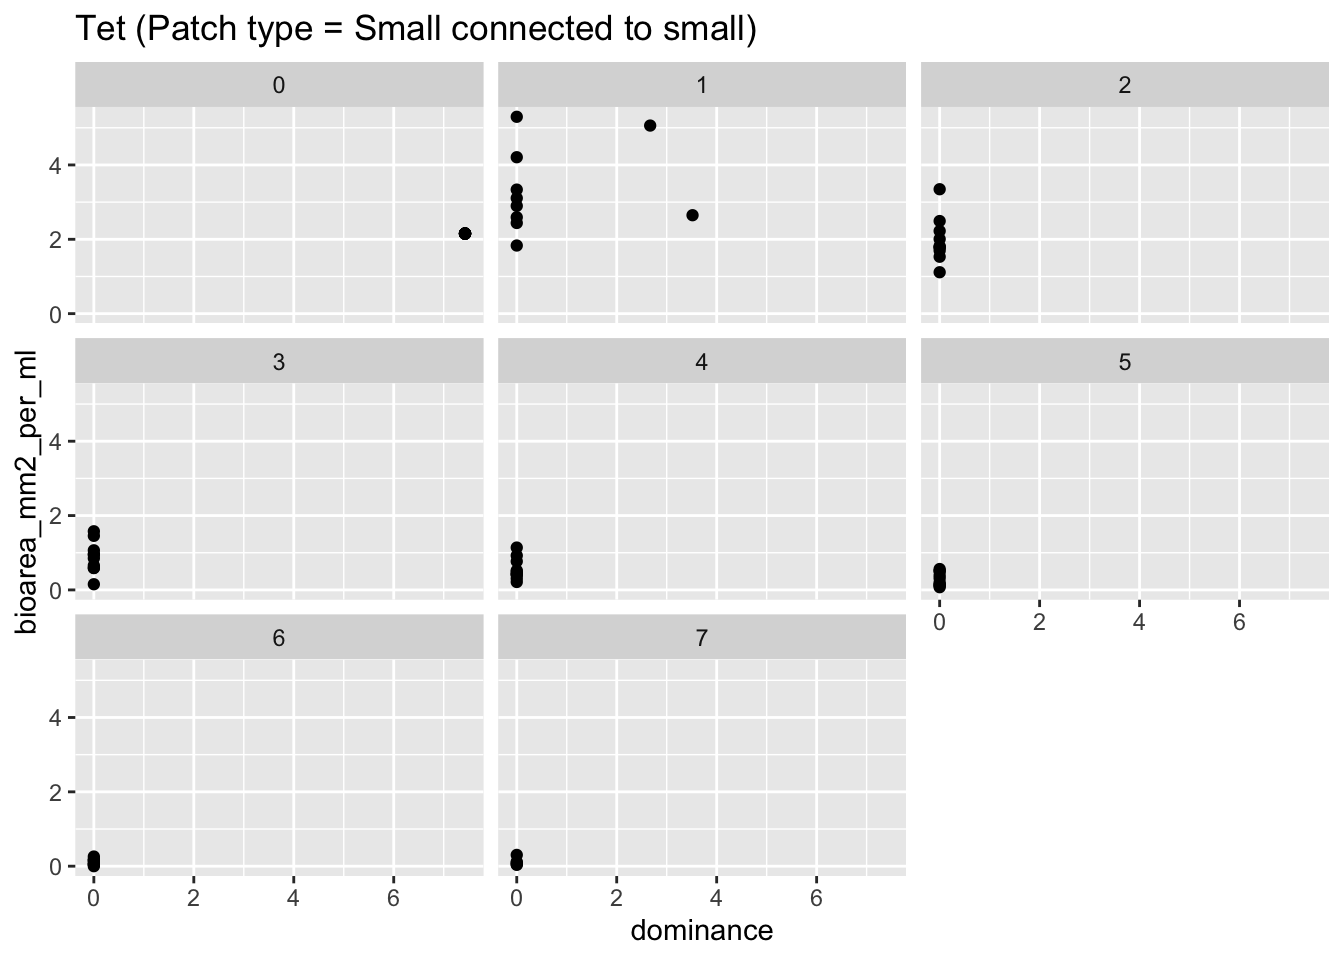 Tet (Patch type = Small connected to small)
0 1 2
4
2
0
3 4 5
4
2
0
0 2 4 6
6 7
4
2
0
0 2 4 6 0 2 4 6
dominance
bioarea_mm2_per_ml